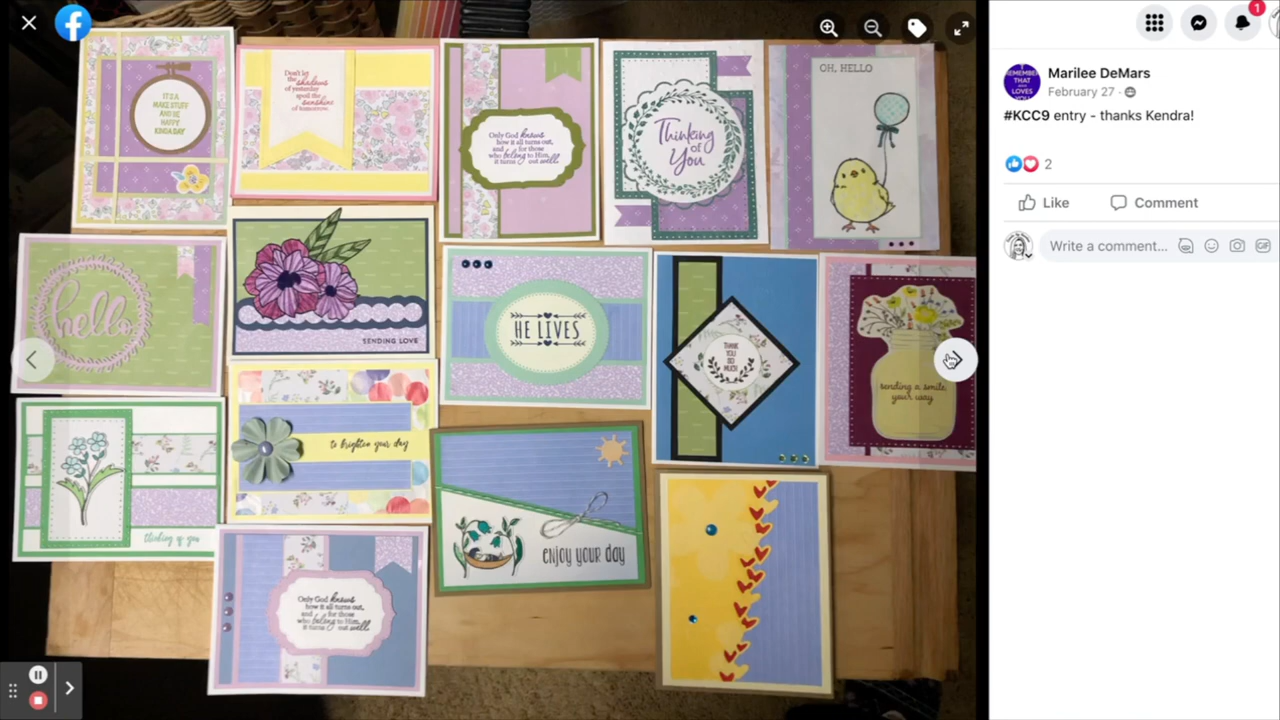 IT'S A
MAKE STUFF
AND BE
HAPPY
KINDA DAY
Don't let
the shadows
of yesterday
spoil the
sunshine
of tomorrow.
Only God knows
how it all turns out,
and for those
who belong to Him,
it turns out well.
Thinking
of
You
OH, HELLO
hello
SENDING LOVE
HE LIVES
THANK
YOU
SO
MUCH
sending a smile
your way
thinking of you
to brighten your day
enjoy your day
Only God knows
how it all turns out,
and for those
who belong to Him,
it turns out well.
1
REMEMBER
THAT
LOVES
Marilee DeMars
February 27 ·
#KCC9 entry - thanks Kendra!
2
Like
Comment
Write a comment...
GIF